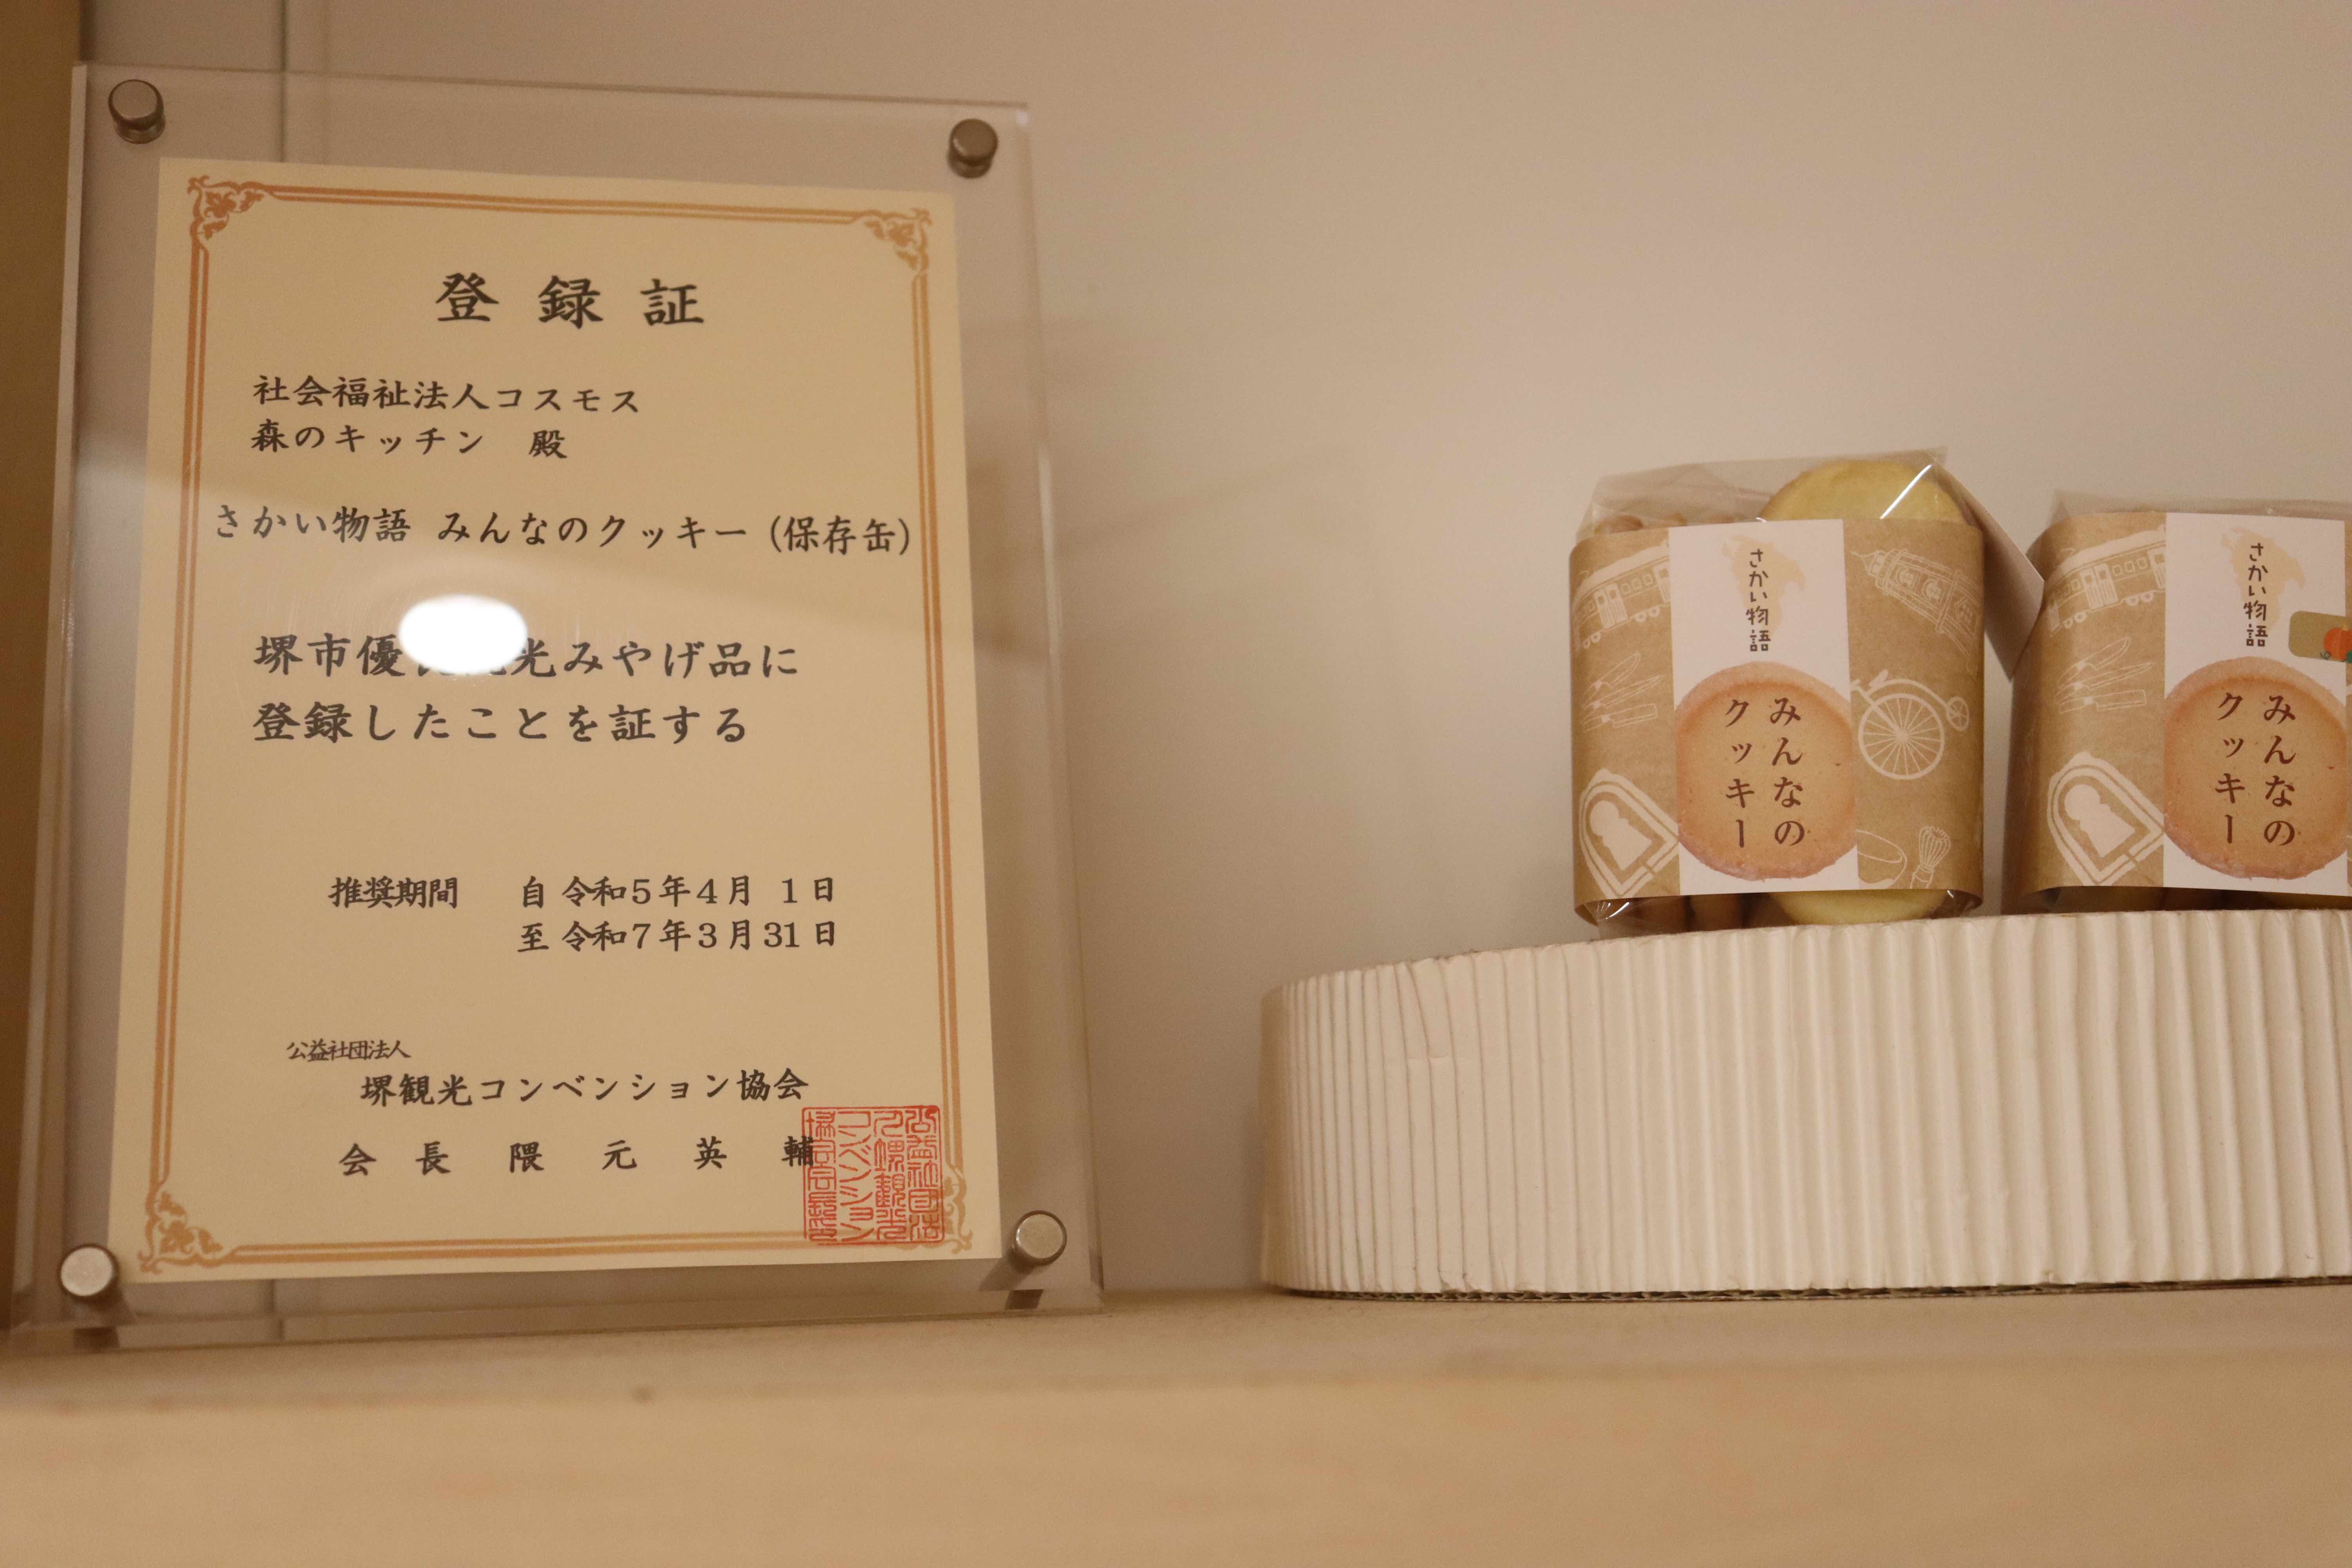 登録証
社会福祉法人コスモス
森のキッチン 殿
さかい物語 みんなのクッキー(保存缶)
堺市優 光みやげ品に
登録したことを証する
推奨期間 自 令和5年4月 1日
至 令和7年3月31日
公益社団法人
堺観光コンベンション協会
会長 隈元英輔
さかい物語
みんなの
クッキー
さかい物語
みんなの
クッキー